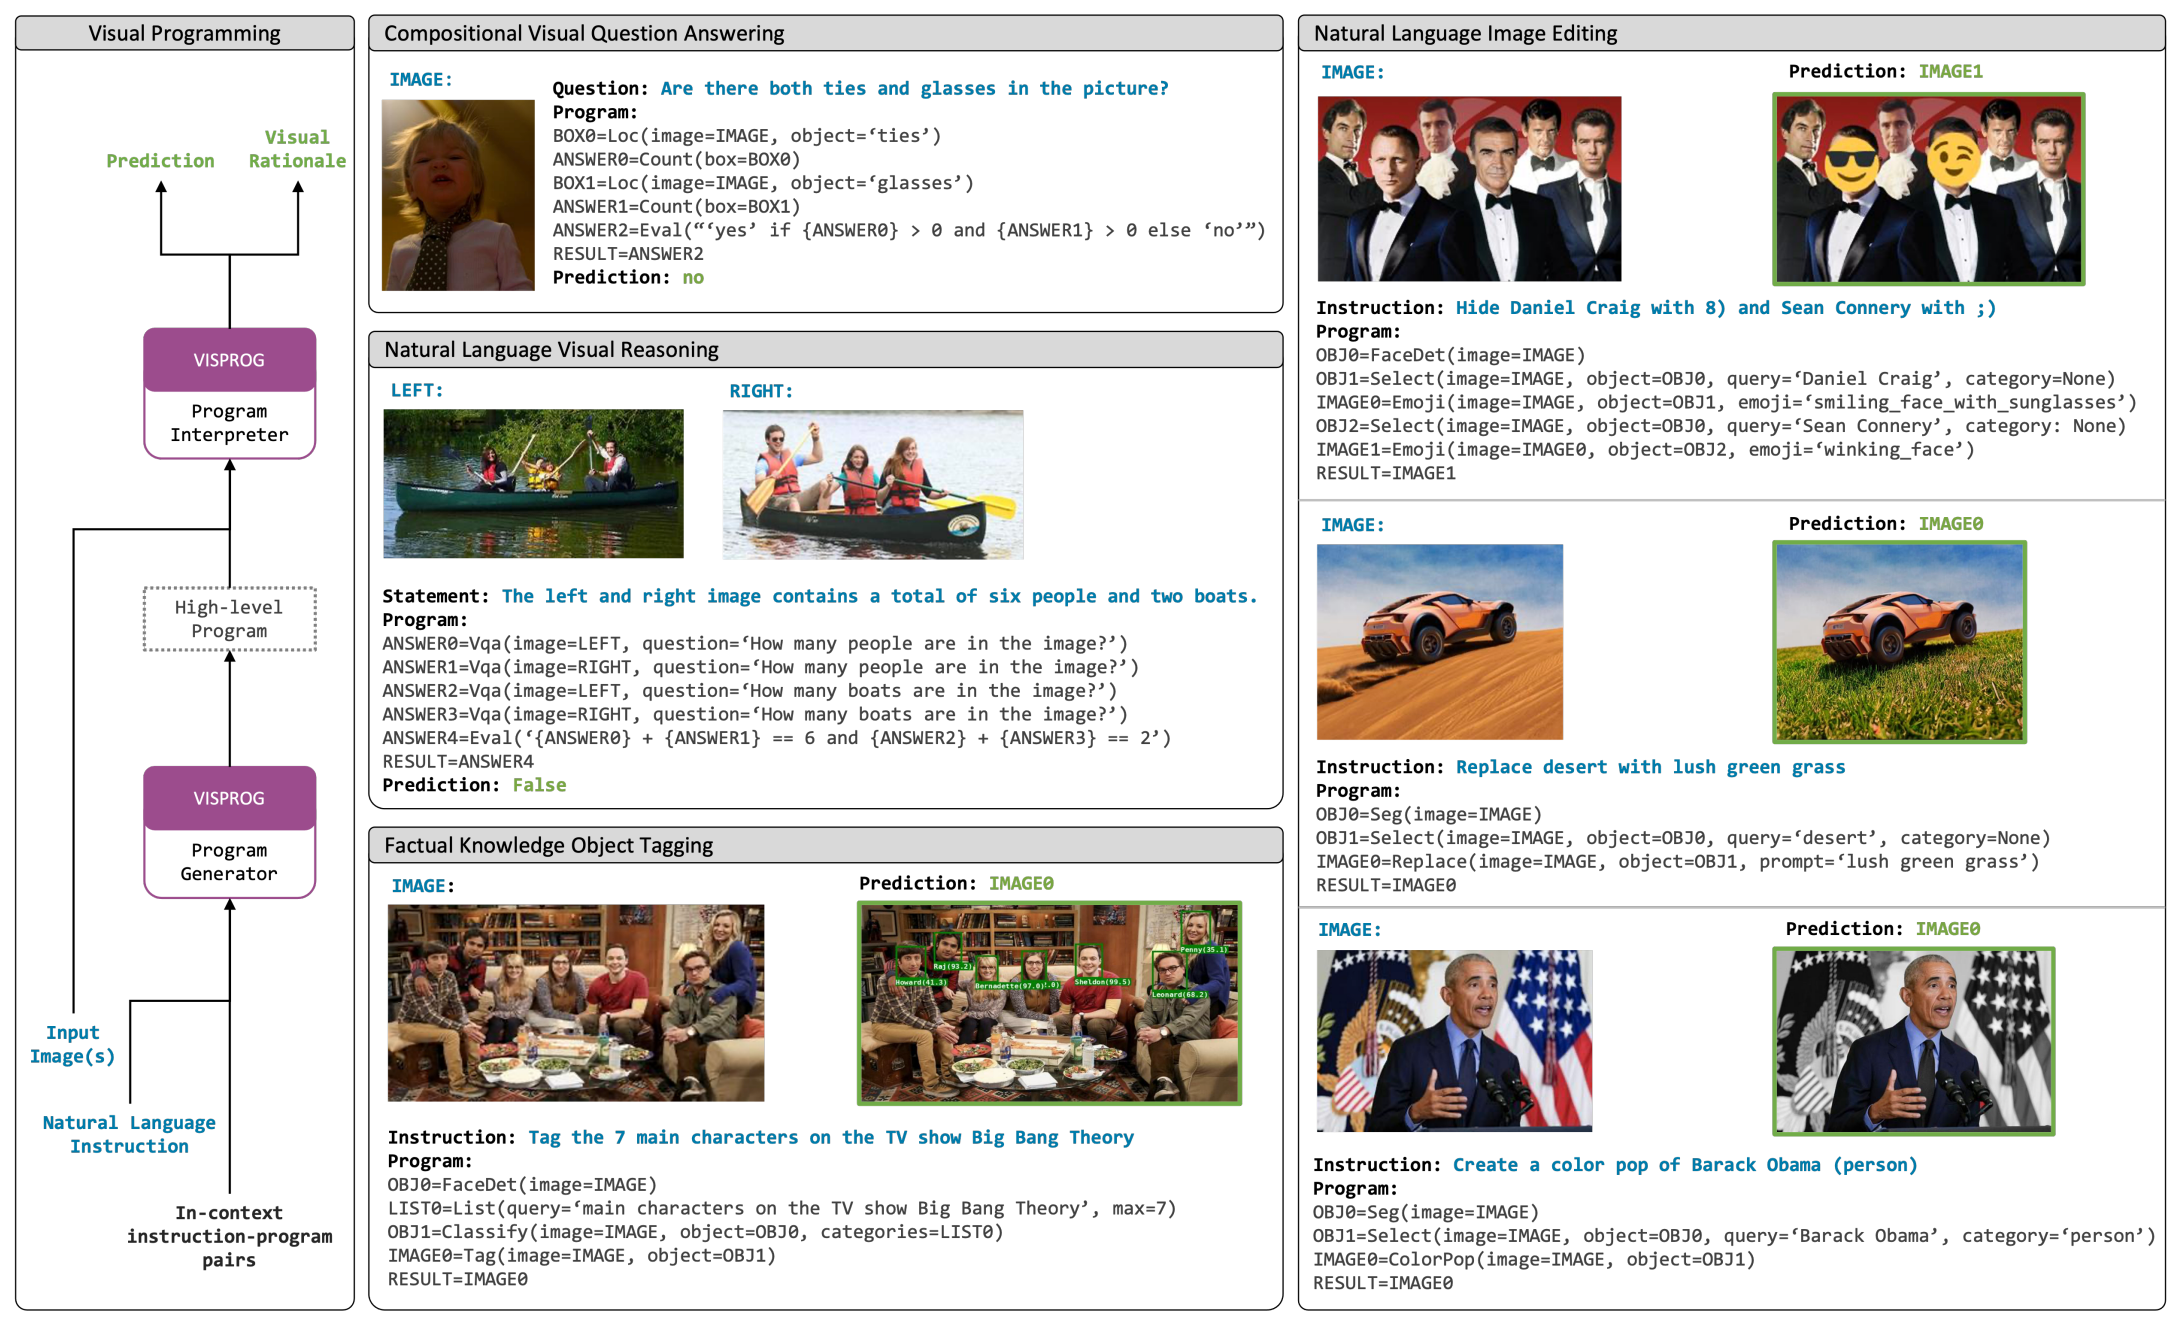 Visual Programming
Prediction
Visual
Rationale
VISPROG
Program
Interpreter
High-level
Program
VISPROG
Program
Generator
Input
Image(s)
Natural Language
Instruction
In-context
instruction-program
pairs
Compositional Visual Question Answering
IMAGE:
Question: Are there both ties and glasses in the picture?
Program:
BOX0=Loc(image=IMAGE, object=‘ties’)
ANSWER0=Count(box=BOX0)
BOX1=Loc(image=IMAGE, object=‘glasses’)
ANSWER1=Count(box=BOX1)
ANSWER2=Eval(“‘yes’ if {ANSWER0} > 0 and {ANSWER1} > 0 else ‘no’”)
RESULT=ANSWER2
Prediction: no
Natural Language Visual Reasoning
LEFT:
RIGHT:
Statement: The left and right image contains a total of six people and two boats.
Program:
ANSWER0=Vqa(image=LEFT, question=‘How many people are in the image?’)
ANSWER1=Vqa(image=RIGHT, question=‘How many people are in the image?’)
ANSWER2=Vqa(image=LEFT, question=‘How many boats are in the image?’)
ANSWER3=Vqa(image=RIGHT, question=‘How many boats are in the image?’)
ANSWER4=Eval(‘{ANSWER0} + {ANSWER1} == 6 and {ANSWER2} + {ANSWER3} == 2’)
RESULT=ANSWER4
Prediction: False
Factual Knowledge Object Tagging
IMAGE:
Prediction: IMAGE0
Penny(35.1)
Raj(93.2)
Howard(41.3)
Bernadette(97.0)
Sheldon(99.5)
Leonard(68.2)
Instruction: Tag the 7 main characters on the TV show Big Bang Theory
Program:
OBJ0=FaceDet(image=IMAGE)
LIST0=List(query=‘main characters on the TV show Big Bang Theory’, max=7)
OBJ1=Classify(image=IMAGE, object=OBJ0, categories=LIST0)
IMAGE0=Tag(image=IMAGE, object=OBJ1)
RESULT=IMAGE0
Natural Language Image Editing
IMAGE:
Prediction: IMAGE1
Instruction: Hide Daniel Craig with 8) and Sean Connery with ;)
Program:
OBJ0=FaceDet(image=IMAGE)
OBJ1=Select(image=IMAGE, object=OBJ0, query=‘Daniel Craig’, category=None)
IMAGE0=Emoji(image=IMAGE, object=OBJ1, emoji=‘smiling_face_with_sunglasses’)
OBJ2=Select(image=IMAGE, object=OBJ0, query=‘Sean Connery’, category: None)
IMAGE1=Emoji(image=IMAGE0, object=OBJ2, emoji=‘winking_face’)
RESULT=IMAGE1
IMAGE:
Prediction: IMAGE0
Instruction: Replace desert with lush green grass
Program:
OBJ0=Seg(image=IMAGE)
OBJ1=Select(image=IMAGE, object=OBJ0, query=‘desert’, category=None)
IMAGE0=Replace(image=IMAGE, object=OBJ1, prompt=‘lush green grass’)
RESULT=IMAGE0
IMAGE:
Prediction: IMAGE0
Instruction: Create a color pop of Barack Obama (person)
Program:
OBJ0=Seg(image=IMAGE)
OBJ1=Select(image=IMAGE, object=OBJ0, query=‘Barack Obama’, category=‘person’)
IMAGE0=ColorPop(image=IMAGE, object=OBJ1)
RESULT=IMAGE0